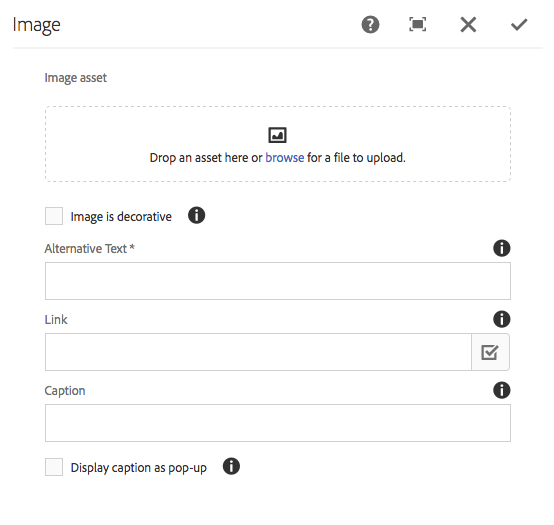 Image
Image asset
Drop an asset here or browse for a file to upload.
Image is decorative
Alternative Text *
Link
Caption
Display caption as pop-up